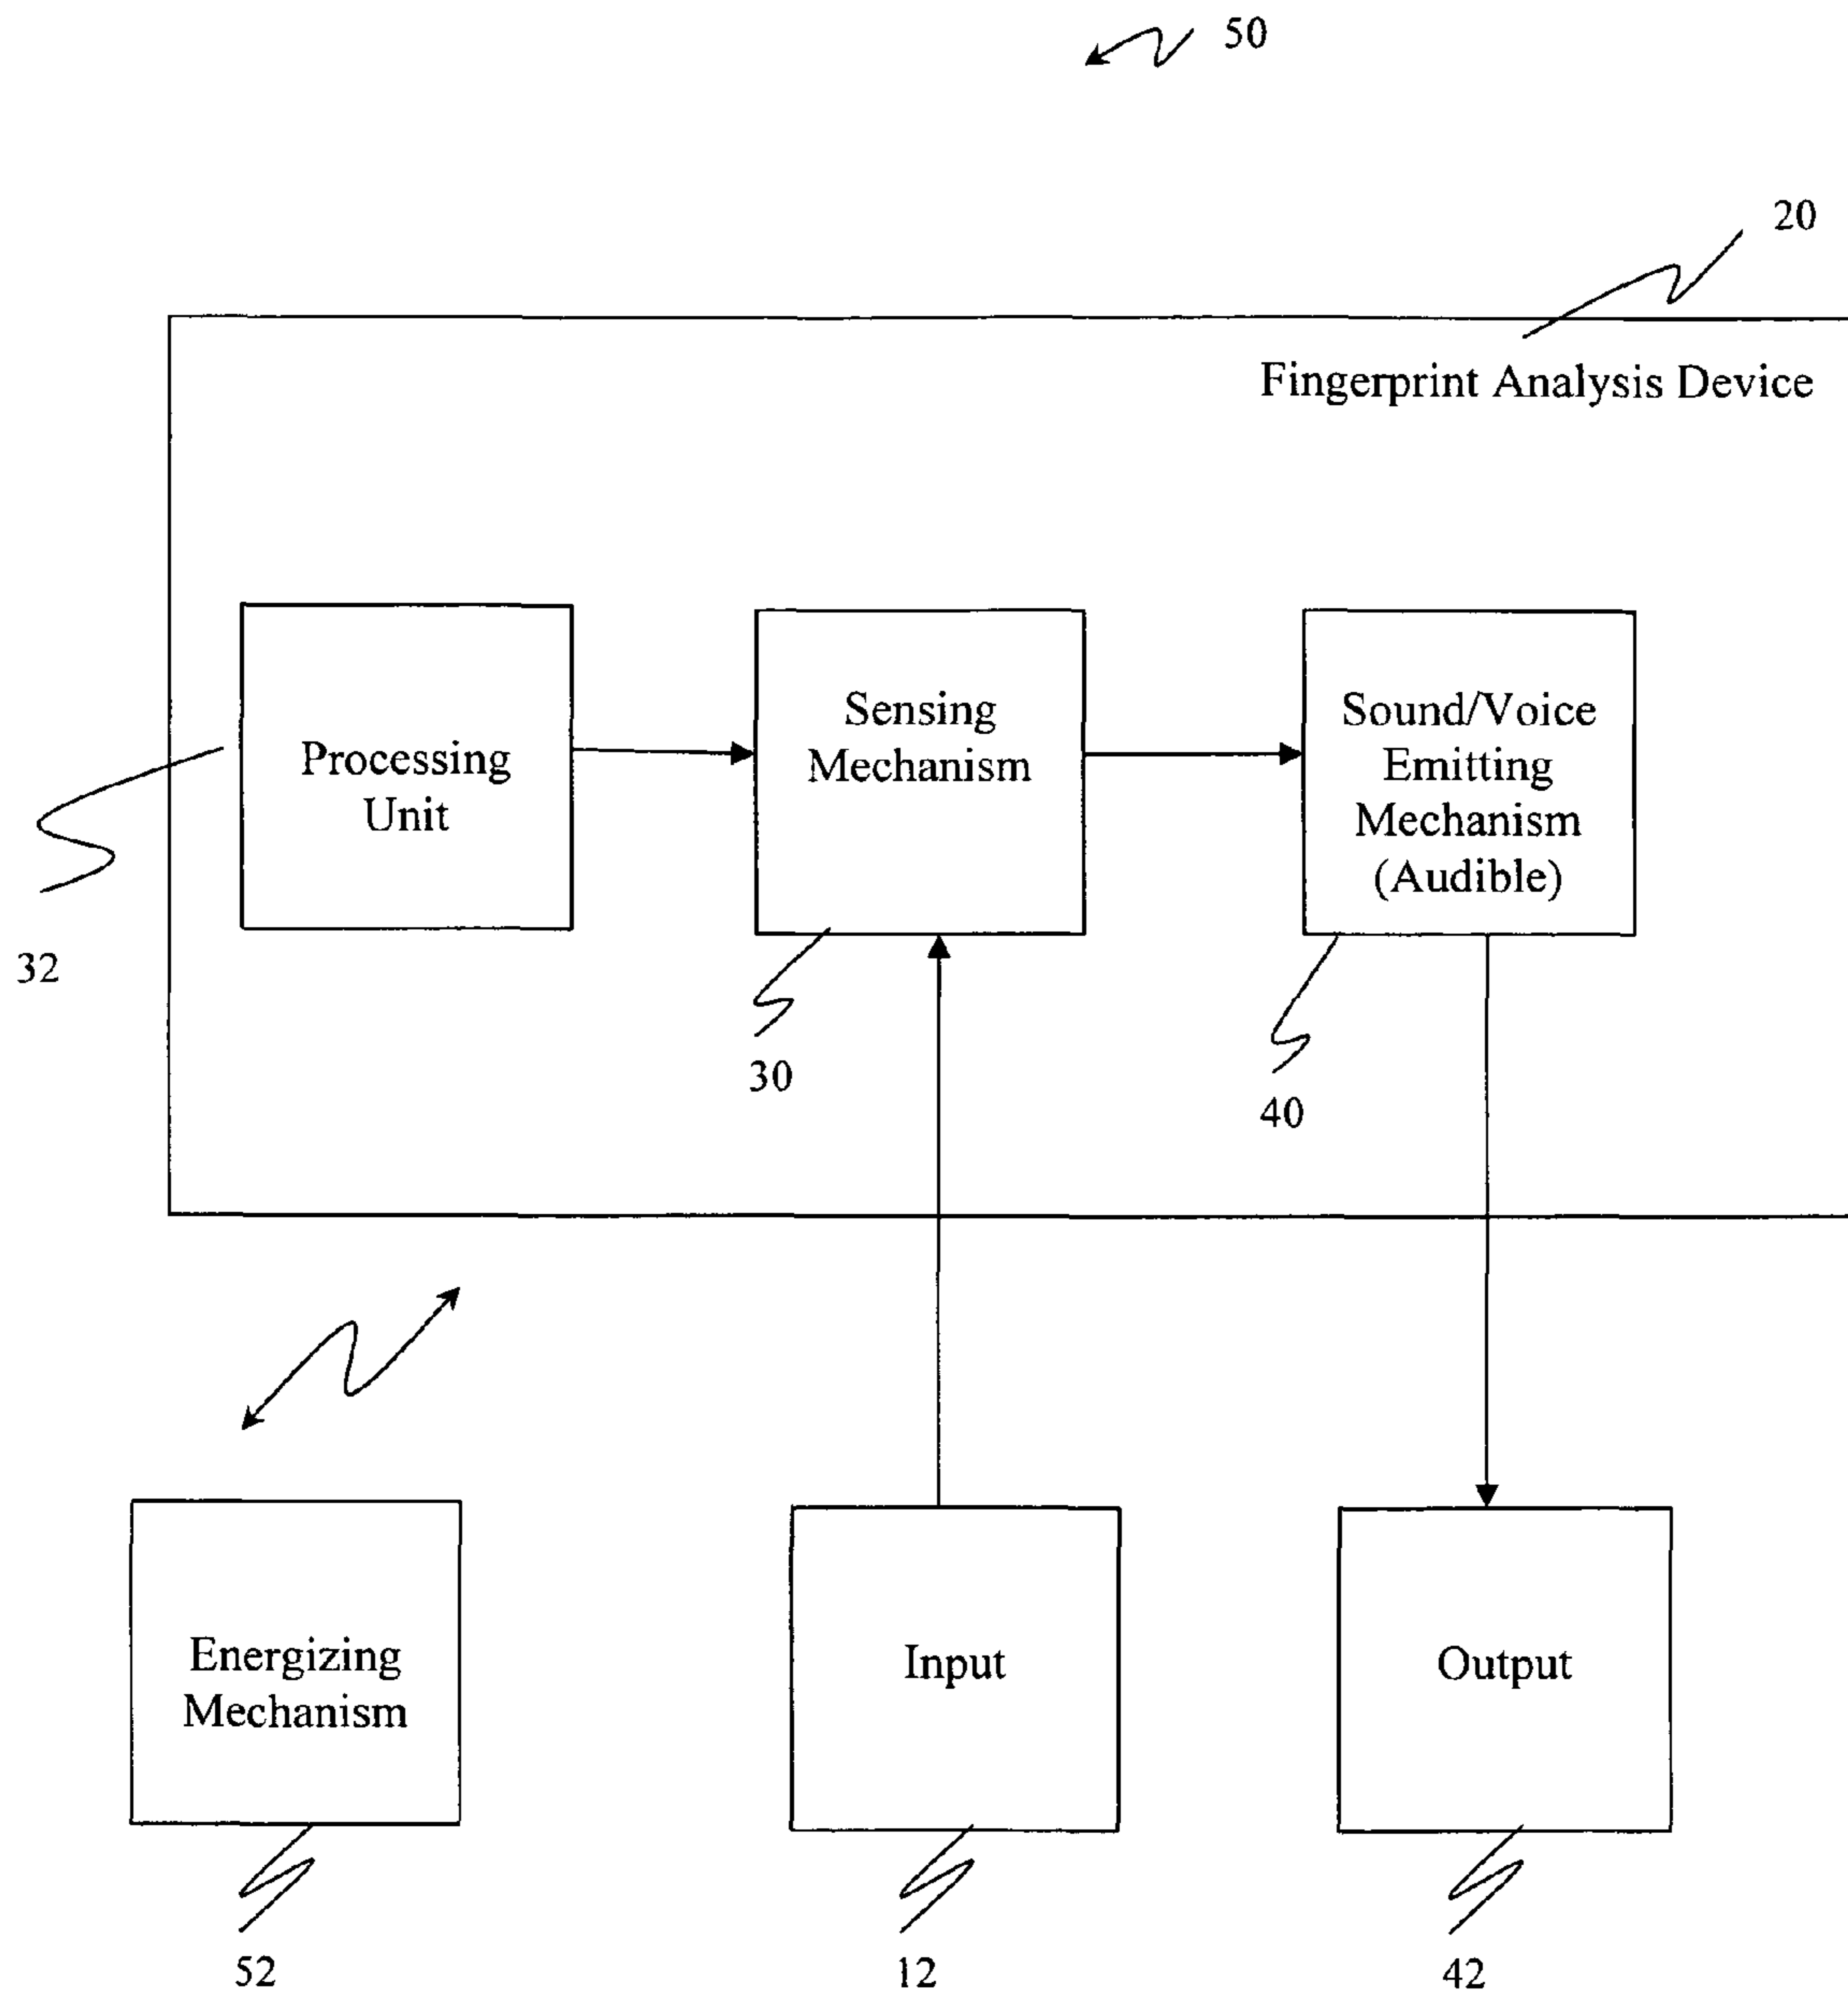 50
20
Fingerprint Analysis Device
Processing
Unit
Sensing
Mechanism
Sound/Voice
Emitting
Mechanism
(Audible)
32
30
40
Energizing
Mechanism
Input
Output
52
12
42